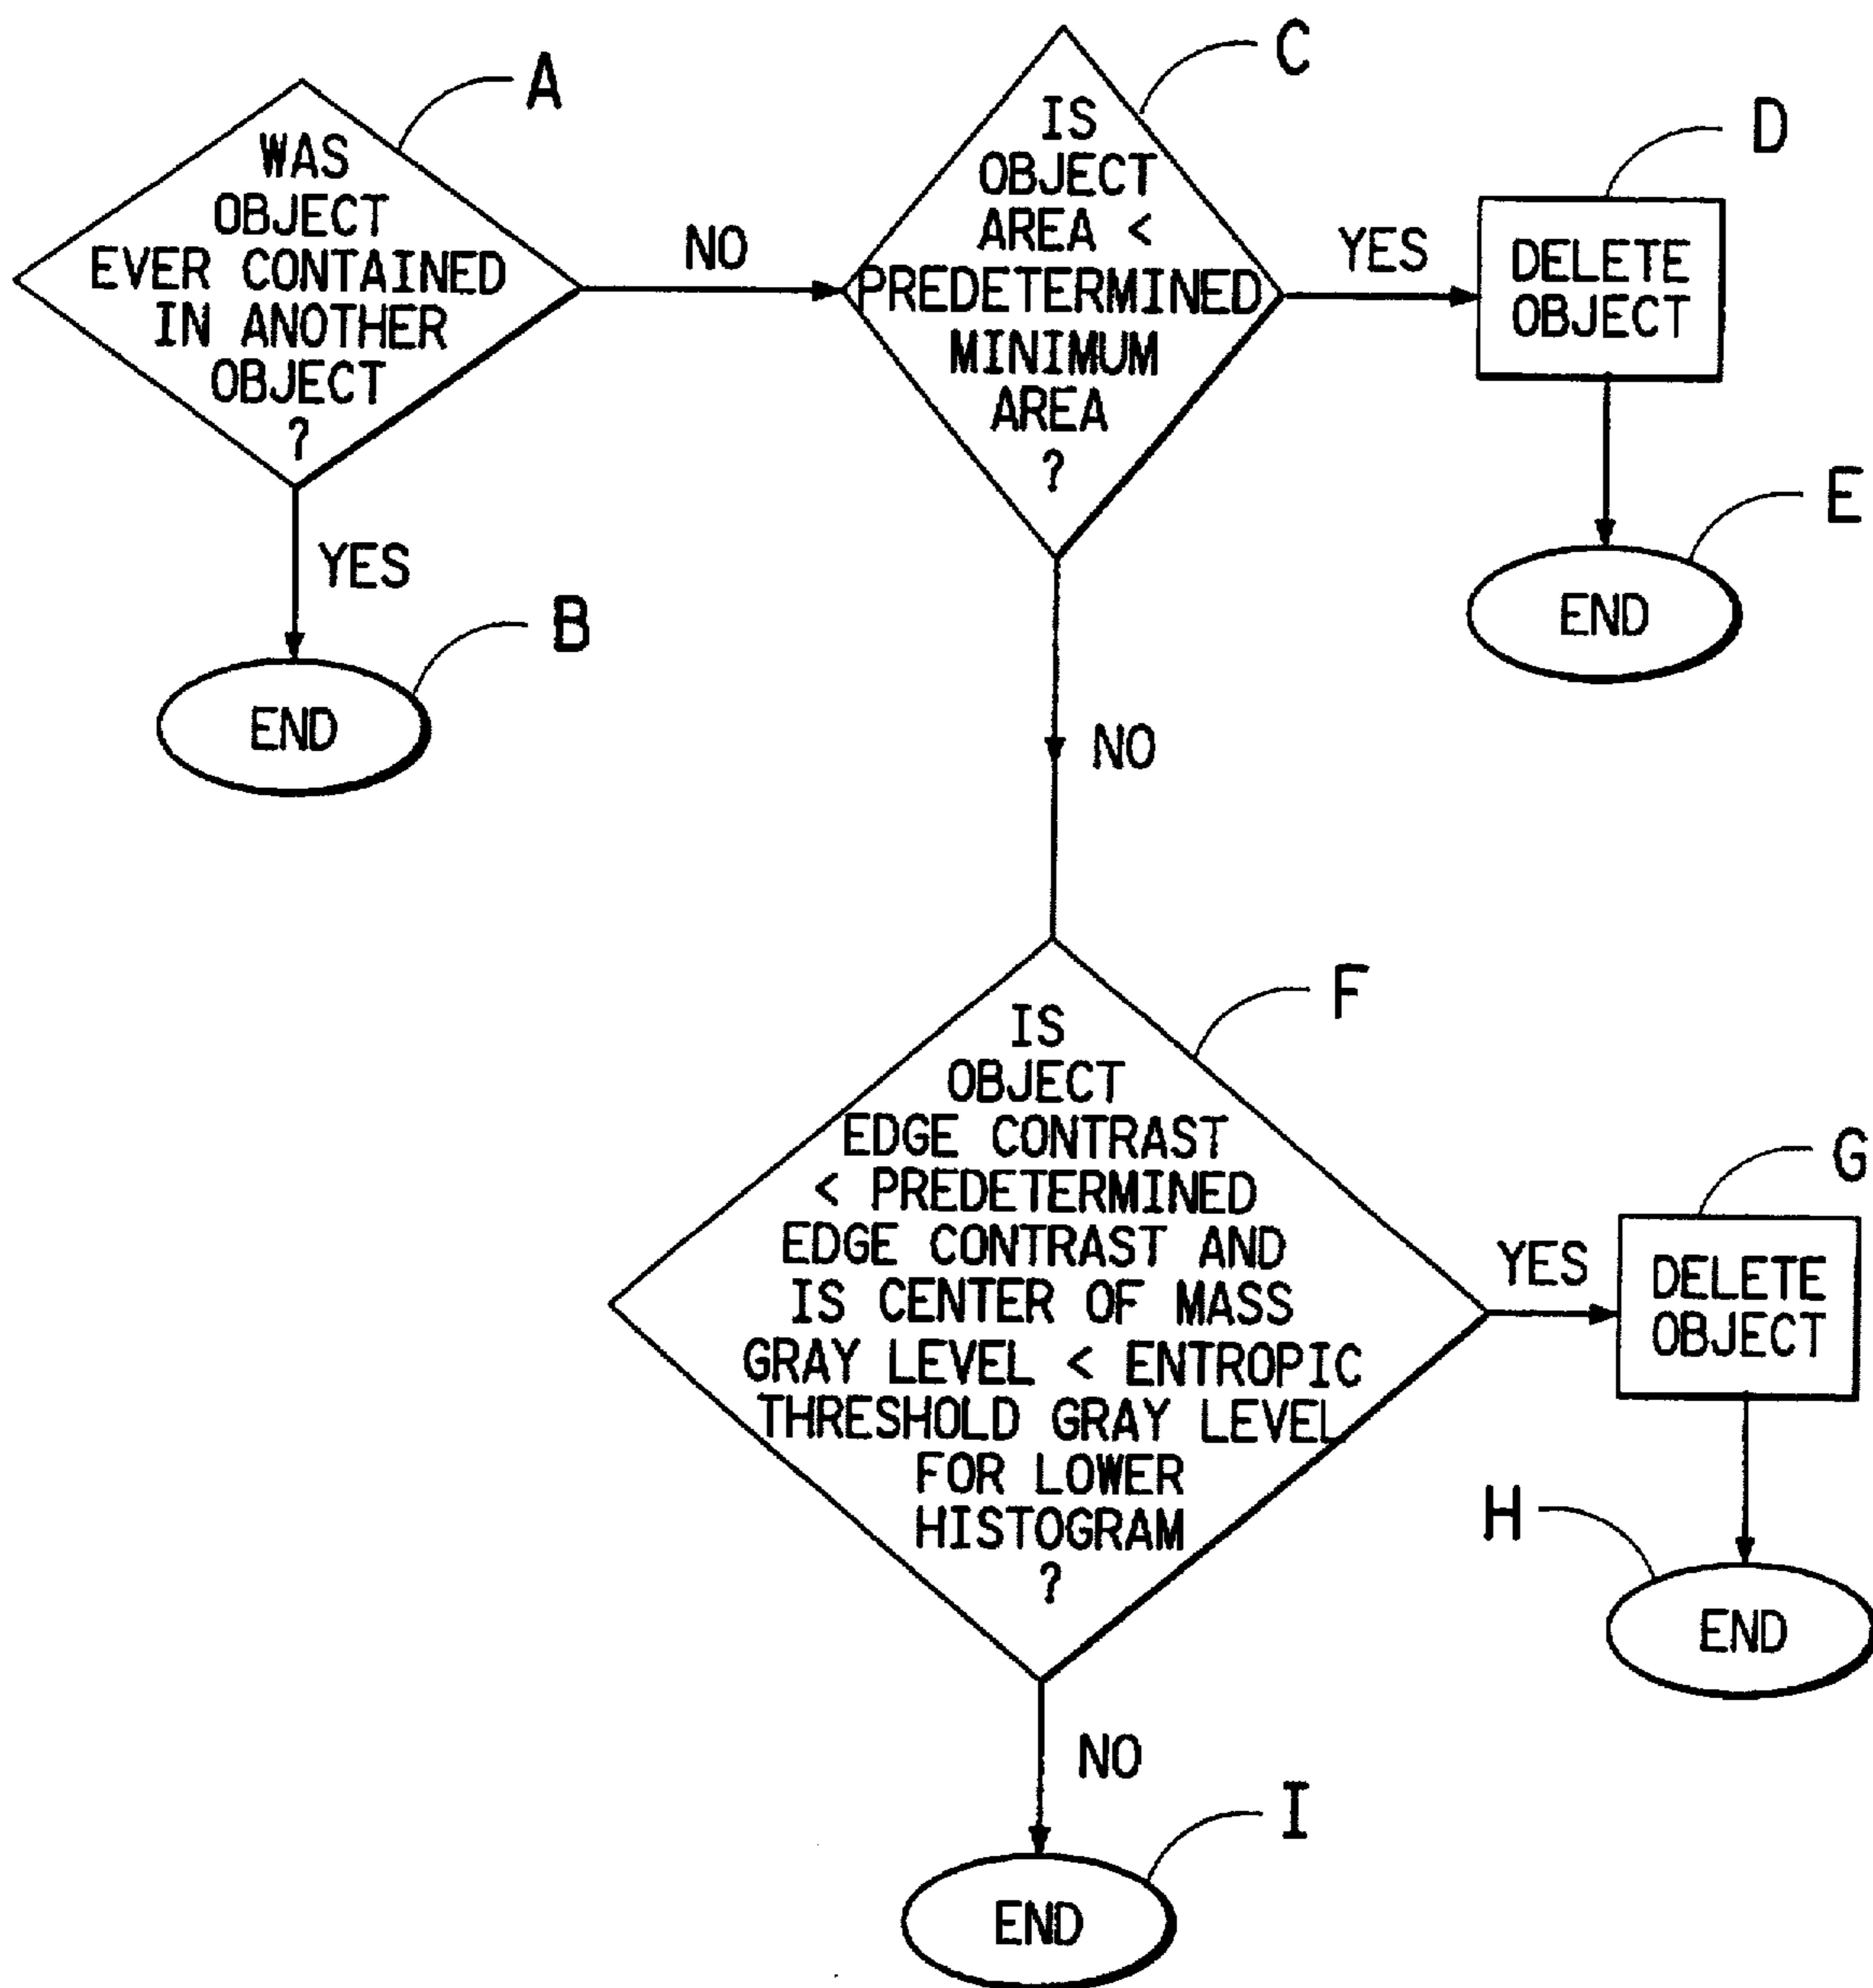 A
WAS
OBJECT
EVER CONTAINED
IN ANOTHER
OBJECT
?
NO
YES
B
END
C
IS
OBJECT
AREA <
PREDETERMINED
MINIMUM
AREA
?
YES
D
DELETE
OBJECT
E
END
NO
F
IS
OBJECT
EDGE CONTRAST
< PREDETERMINED
EDGE CONTRAST AND
IS CENTER OF MASS
GRAY LEVEL < ENTROPIC
THRESHOLD GRAY LEVEL
FOR LOWER
HISTOGRAM
?
YES
G
DELETE
OBJECT
H
END
NO
I
END